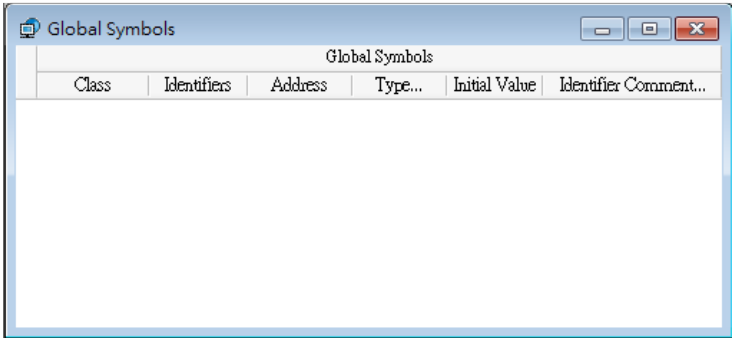 Global Symbols
Global Symbols
Class Identifiers Address Type... Initial Value Identifier Comment...